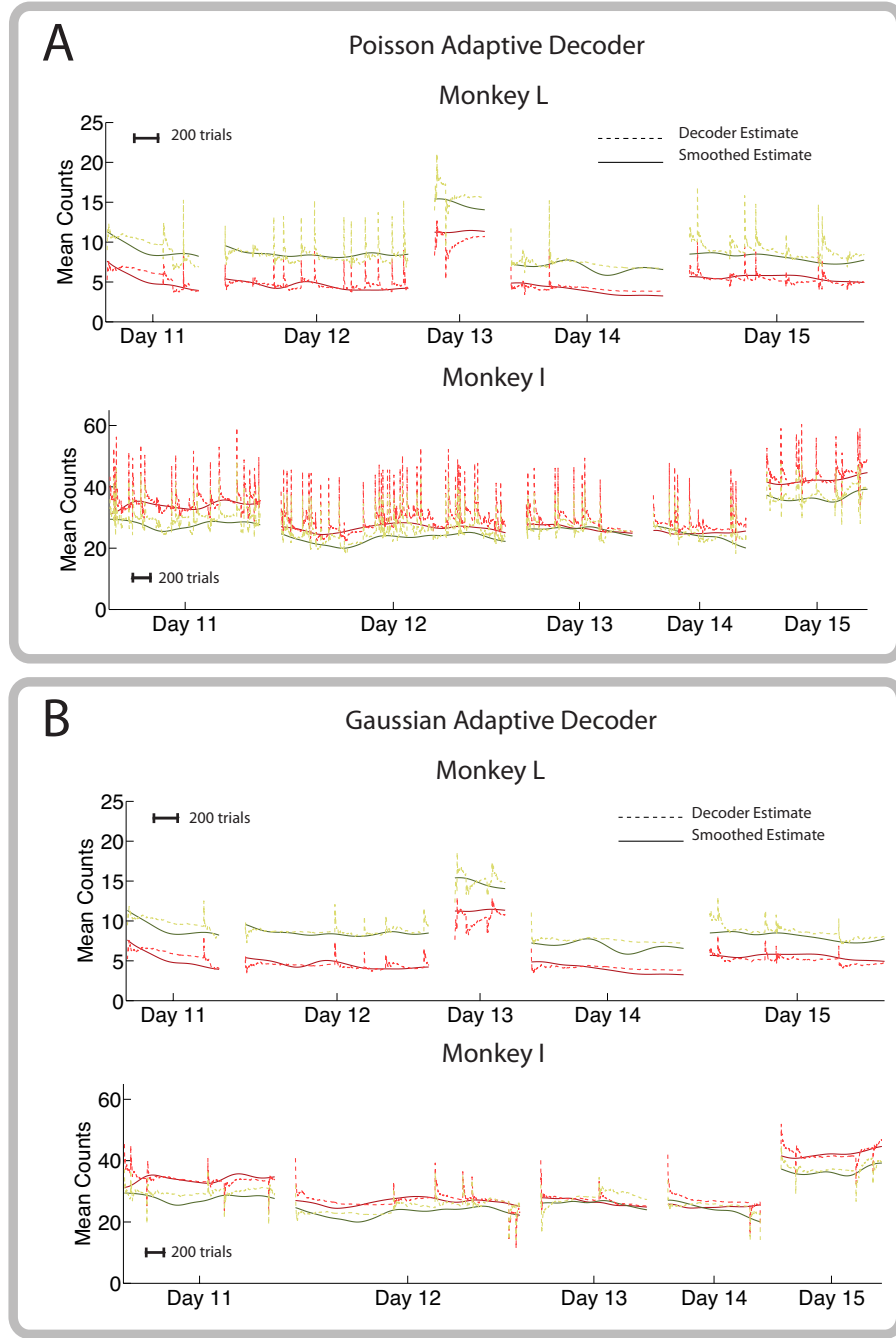 A
Poisson Adaptive Decoder
Monkey L
25
20
15
10
5
0
Mean Counts
200 trials
Decoder Estimate
Smoothed Estimate
Day 11
Day 12
Day 13
Day 14
Day 15
Monkey I
60
40
20
0
Mean Counts
200 trials
Day 11
Day 12
Day 13
Day 14
Day 15
B
Gaussian Adaptive Decoder
Monkey L
25
20
15
10
5
0
Mean Counts
200 trials
Decoder Estimate
Smoothed Estimate
Day 11
Day 12
Day 13
Day 14
Day 15
Monkey I
60
40
20
0
Mean Counts
200 trials
Day 11
Day 12
Day 13
Day 14
Day 15